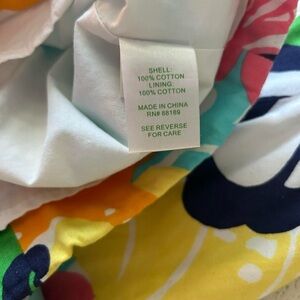 SHELL:
100% COTTON
LINING:
100% COTTON
MADE IN CHINA
RN# 68189
SEE REVERSE
FOR CARE